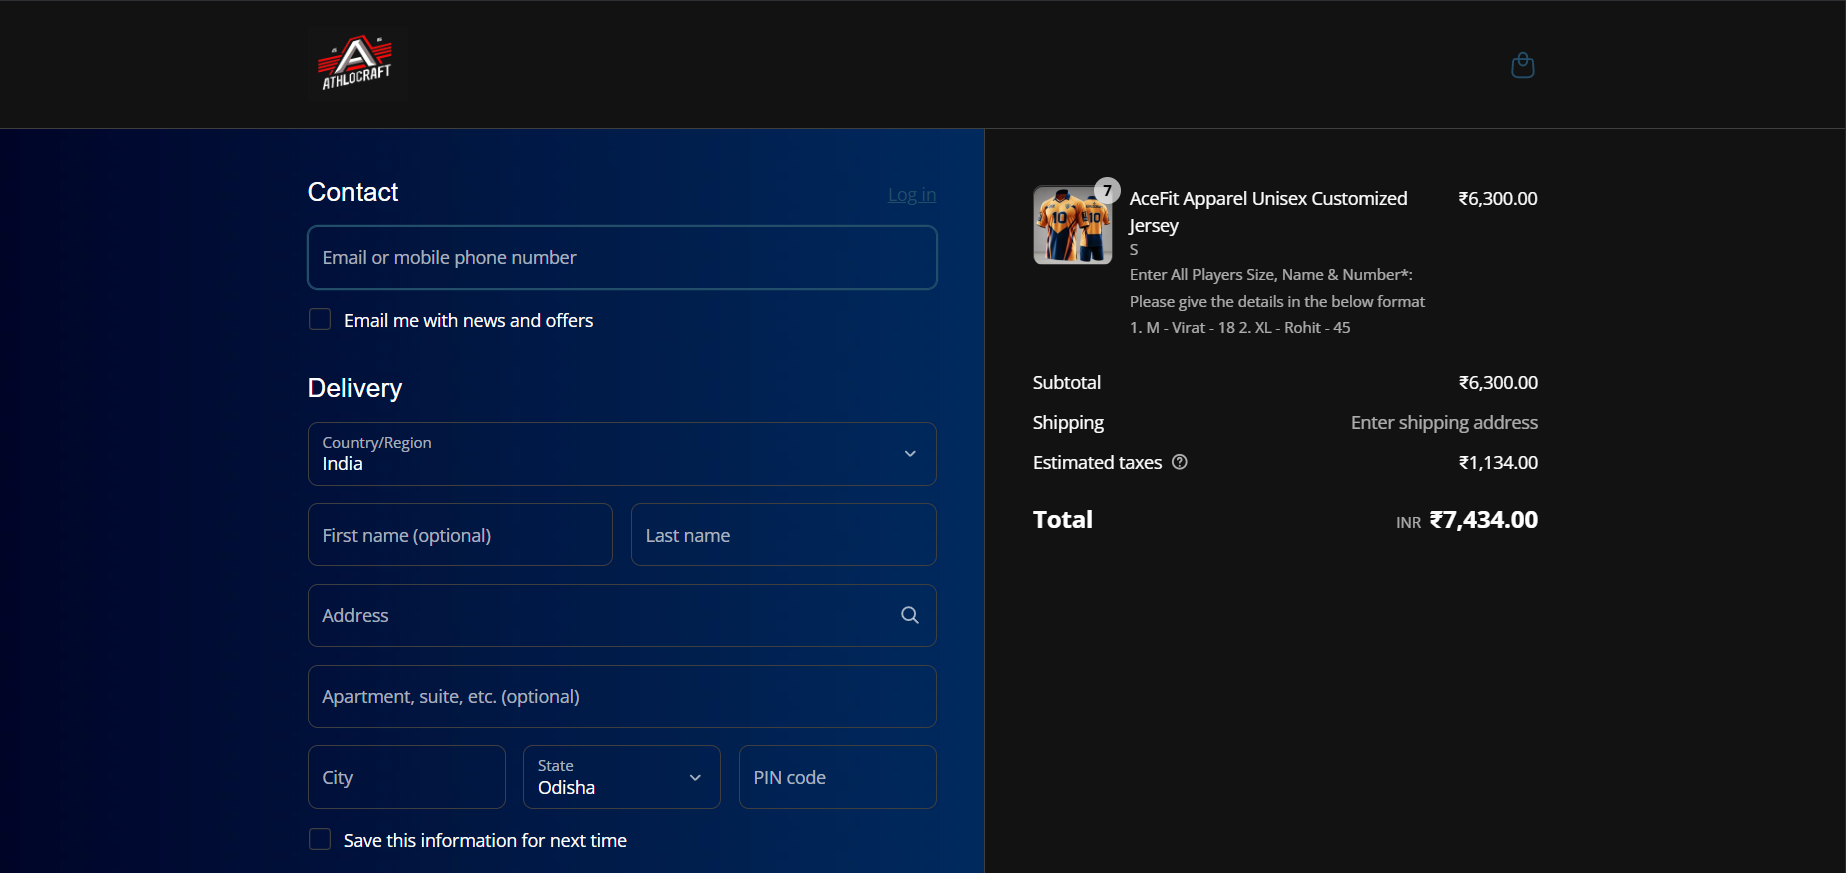 ATHLOCRAFT
Contact
Log in
Email or mobile phone number
Email me with news and offers
Delivery
Country/Region
India
First name (optional)
Last name
Address
Apartment, suite, etc. (optional)
City
State
Odisha
PIN code
Save this information for next time
7
10
10
AceFit Apparel Unisex Customized
Jersey
₹6,300.00
S
Enter All Players Size, Name & Number*:
Please give the details in the below format
1. M - Virat - 18 2. XL - Rohit - 45
Subtotal
₹6,300.00
Shipping
Enter shipping address
Estimated taxes
₹1,134.00
Total
INR ₹7,434.00